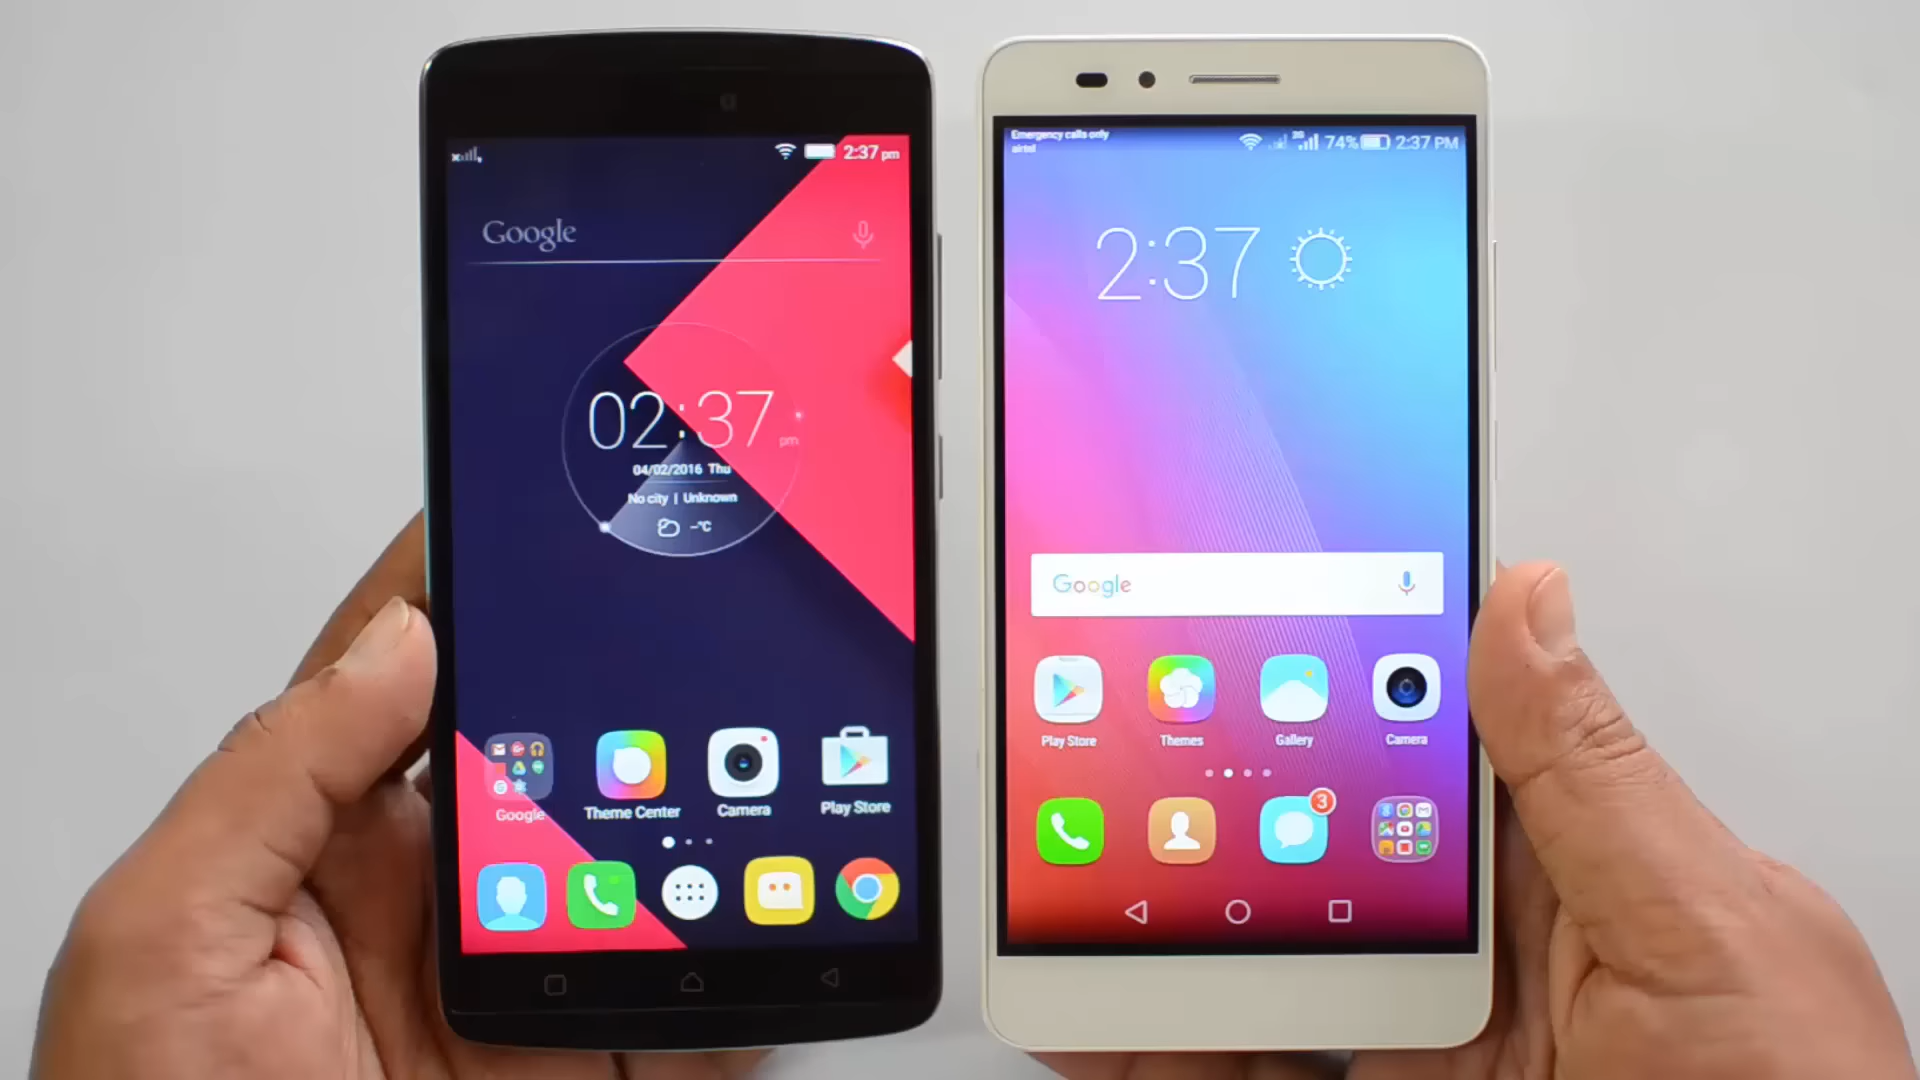 2:37 pm
Google
02:37 pm
04/02/2016 Thu
No city | Unknown
--°C
Google
Theme Center
Camera
Play Store
Emergency calls only
airtel
74%
2:37 PM
2:37
Google
Play Store
Themes
Gallery
Camera
3